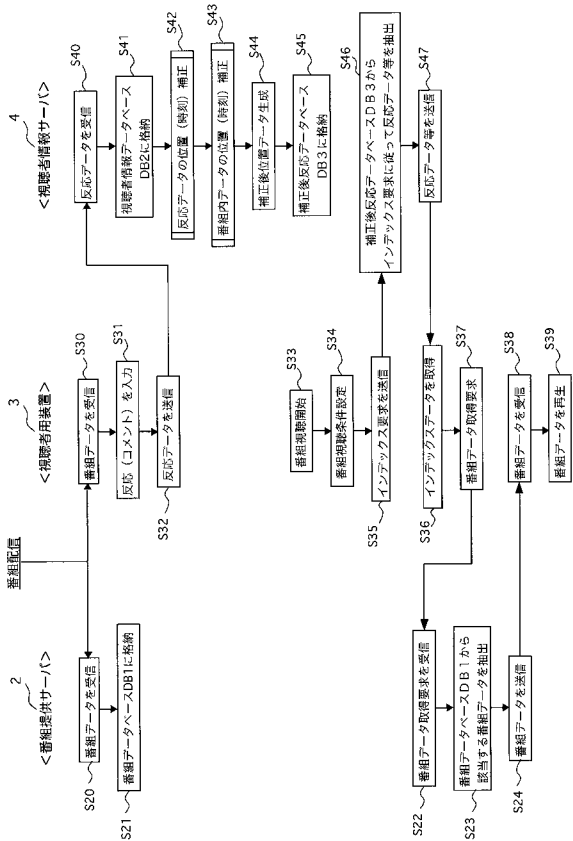 番組配信
2
<番組提供サーバ>
S20
番組データを受信
S21
番組データベースDB1に格納
S22
番組データ取得要求を受信
S23
番組データベースDB1から
該当する番組データを抽出
S24
番組データを送信
3
<視聴者用装置>
S30
番組データを受信
S31
反応(コメント)を入力
S32
反応データを送信
S33
番組視聴開始
S34
番組視聴条件設定
S35
インデックス要求を送信
S36
インデックスデータを取得
S37
番組データ取得要求
S38
番組データを受信
S39
番組データを再生
4
<視聴者情報サーバ>
S40
反応データを受信
S41
視聴者情報データベース
DB2に格納
S42
反応データの位置(時刻)補正
S43
番組内データの位置(時刻)補正
S44
補正後位置データ生成
S45
補正後反応データベース
DB3に格納
S46
補正後反応データベースDB3から
インデックス要求に従って反応データ等を抽出
S47
反応データ等を送信